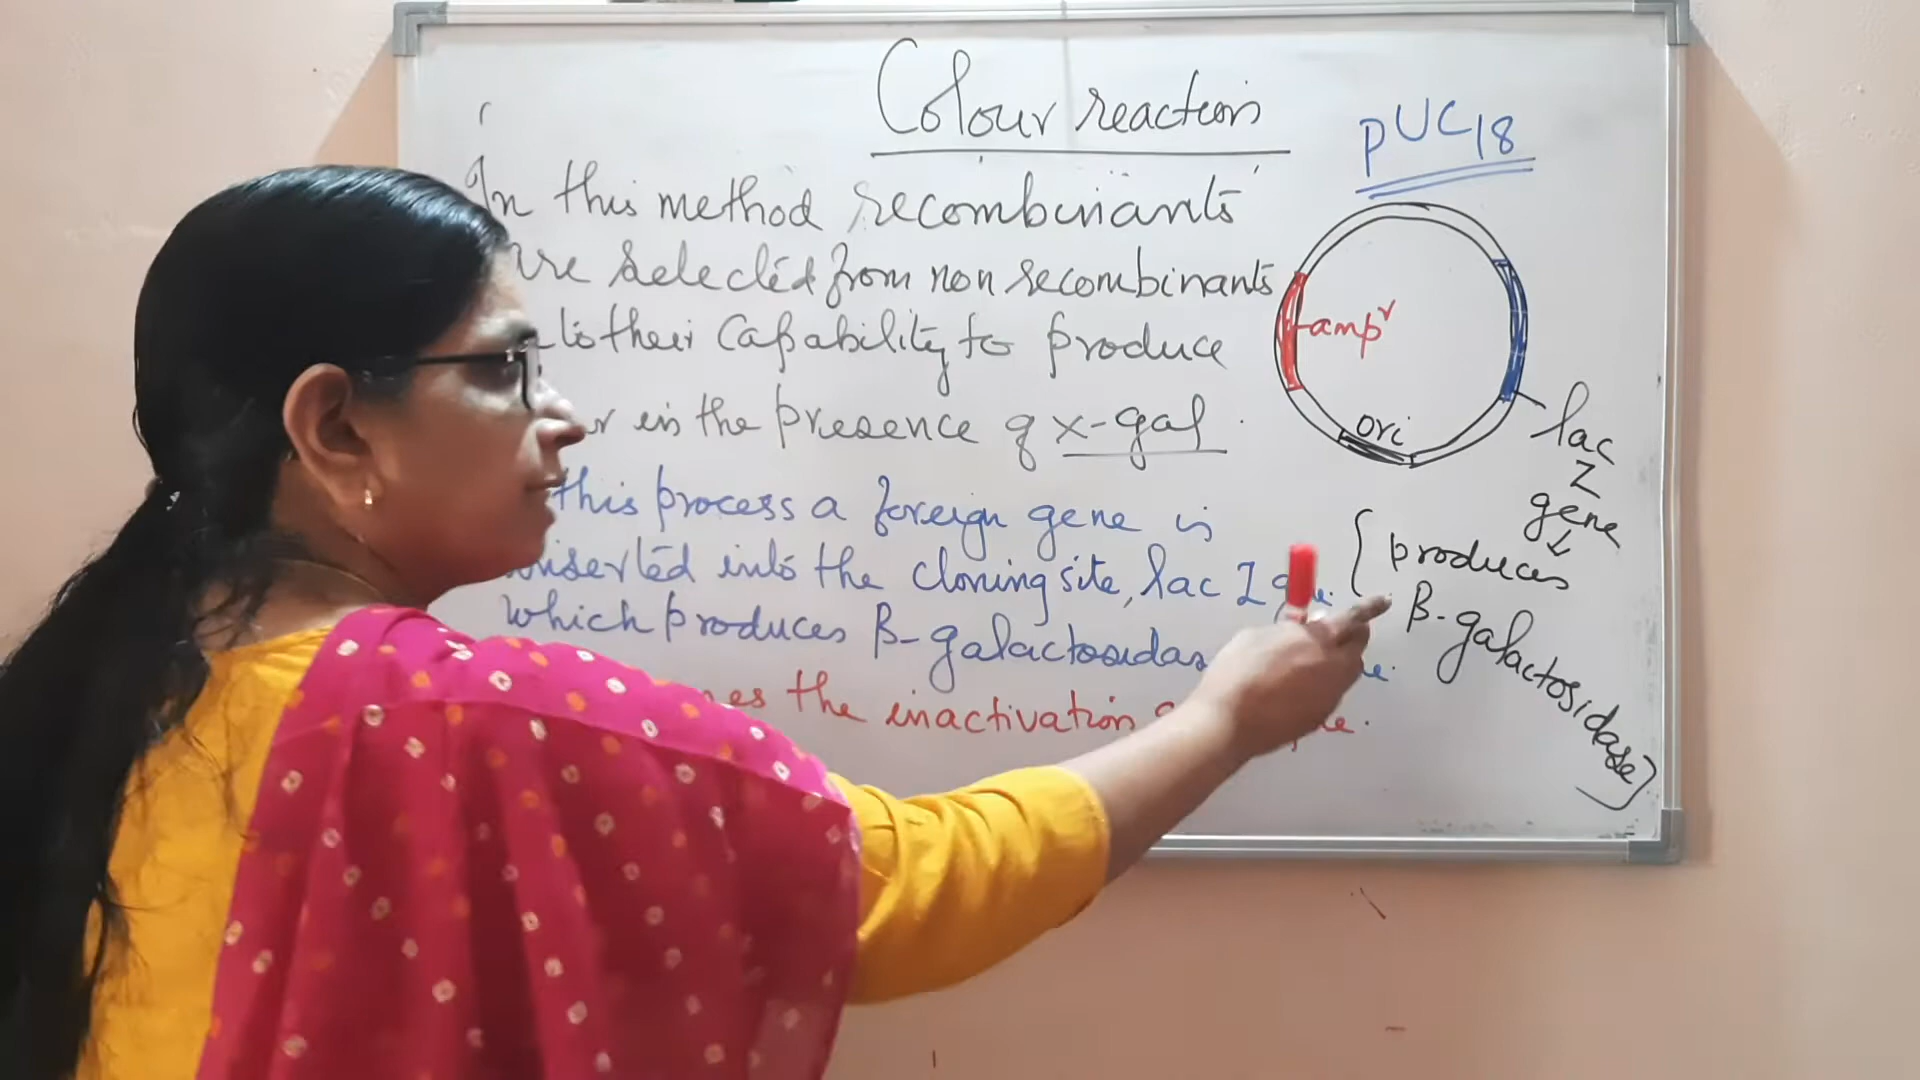 Colour reaction
In this method recombinants
are selected from non recombinants
to their Capability to produce
in the presence of x-gal.
this process a foreign gene is
inserted into the cloning site, lac Z
which produces β-galactosidase
the inactivation
pUC18
ampʳ
ori
lac
Z
gene
↓
{produces
β-galactosidase}